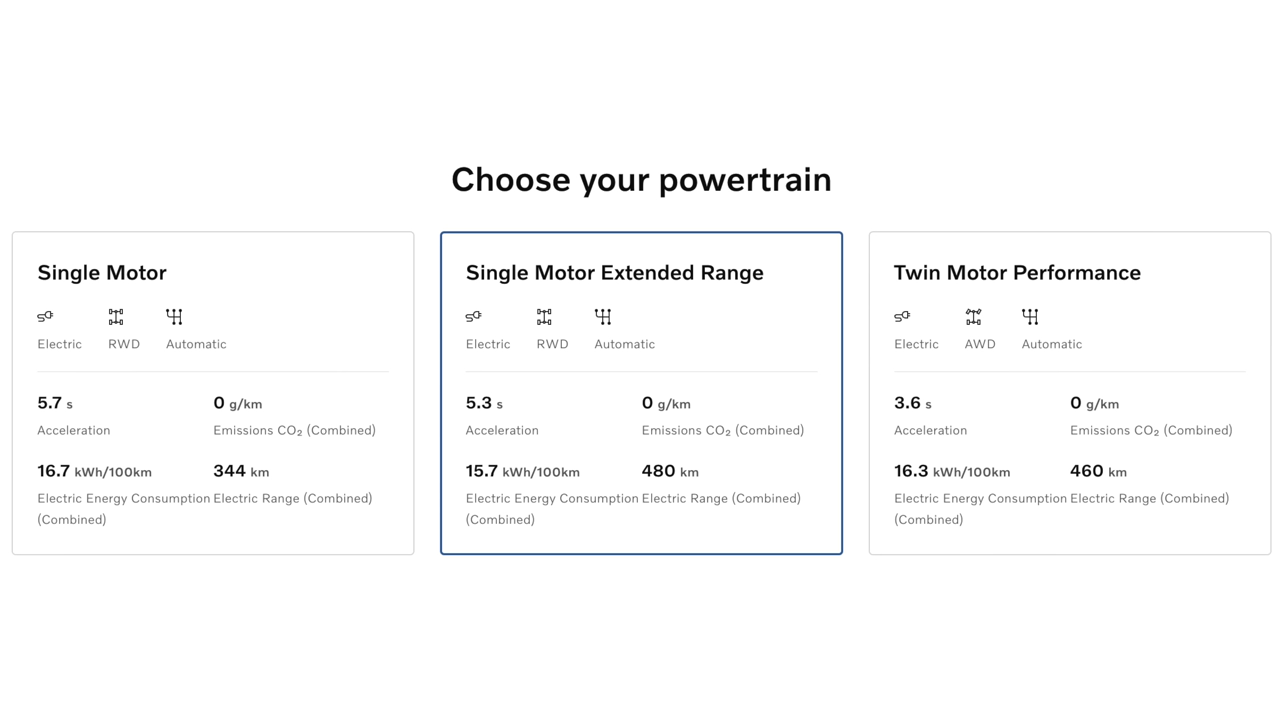 Choose your powertrain
Single Motor
Electric RWD Automatic
5.7 s 0 g/km
Acceleration Emissions CO₂ (Combined)
16.7 kWh/100km 344 km
Electric Energy Consumption Electric Range (Combined)
(Combined)
Single Motor Extended Range
Electric RWD Automatic
5.3 s 0 g/km
Acceleration Emissions CO₂ (Combined)
15.7 kWh/100km 480 km
Electric Energy Consumption Electric Range (Combined)
(Combined)
Twin Motor Performance
Electric AWD Automatic
3.6 s 0 g/km
Acceleration Emissions CO₂ (Combined)
16.3 kWh/100km 460 km
Electric Energy Consumption Electric Range (Combined)
(Combined)